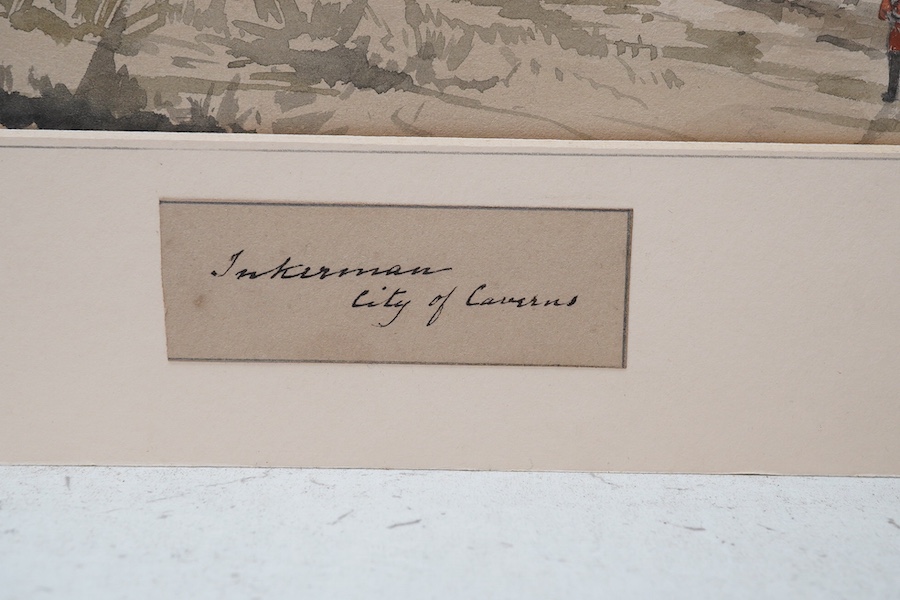 Inkerman
City of Caverns